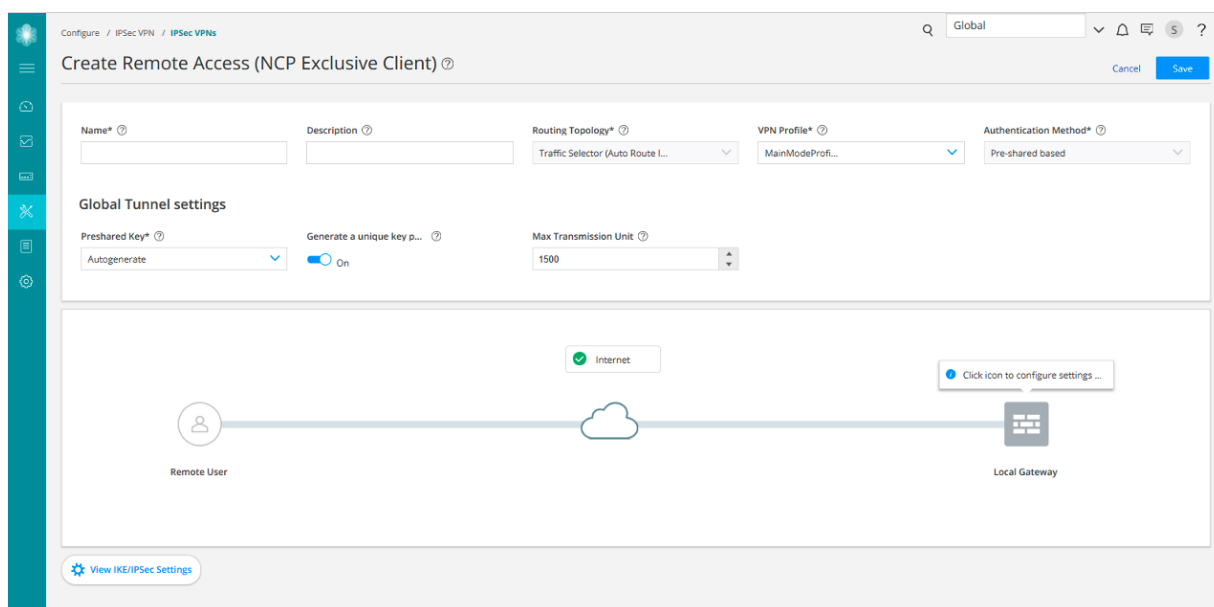 Configure / IPSec VPN / IPSec VPNs
Global
S
?
Create Remote Access (NCP Exclusive Client) ?
Cancel
Save
Name* ?
Description ?
Routing Topology* ?
VPN Profile* ?
Authentication Method* ?
Traffic Selector (Auto Route I...
MainModeProfi...
Pre-shared based
Global Tunnel settings
Preshared Key* ?
Generate a unique key p... ?
Max Transmission Unit ?
Autogenerate
On
1500
Internet
Click icon to configure settings ...
Remote User
Local Gateway
View IKE/IPSec Settings